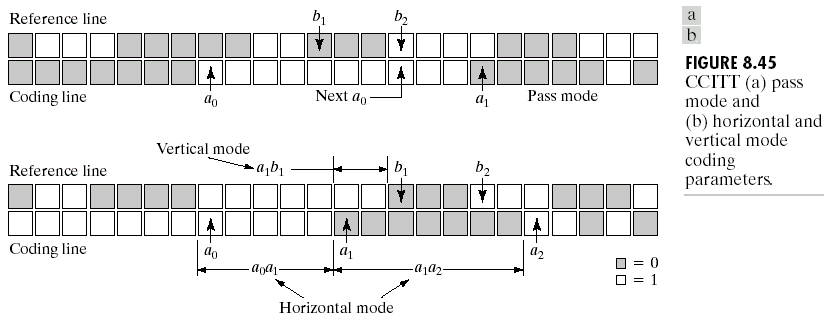 Reference line
b1
b2
Coding line
a0
Next a0
a1
Pass mode
Vertical mode
Reference line
a1b1
b1
b2
Coding line
a0
a1
a2
a0a1
a1a2
Horizontal mode
= 0
= 1
a
b
FIGURE 8.45
CCITT (a) pass
mode and
(b) horizontal and
vertical mode
coding
parameters.